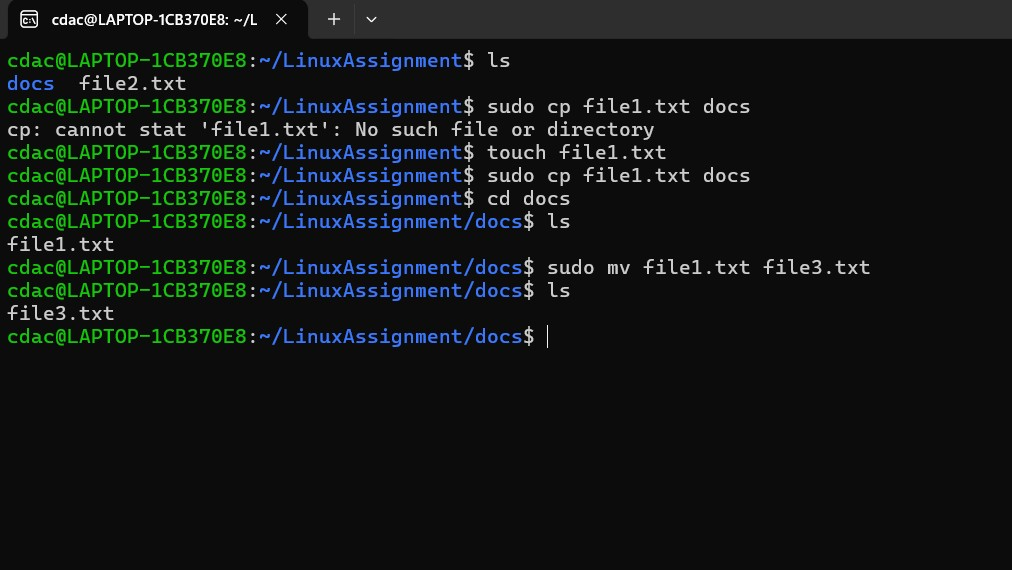 cdac@LAPTOP-1CB370E8: ~/L
cdac@LAPTOP-1CB370E8:~/LinuxAssignment$ ls
docs  file2.txt
cdac@LAPTOP-1CB370E8:~/LinuxAssignment$ sudo cp file1.txt docs
cp: cannot stat 'file1.txt': No such file or directory
cdac@LAPTOP-1CB370E8:~/LinuxAssignment$ touch file1.txt
cdac@LAPTOP-1CB370E8:~/LinuxAssignment$ sudo cp file1.txt docs
cdac@LAPTOP-1CB370E8:~/LinuxAssignment$ cd docs
cdac@LAPTOP-1CB370E8:~/LinuxAssignment/docs$ ls
file1.txt
cdac@LAPTOP-1CB370E8:~/LinuxAssignment/docs$ sudo mv file1.txt file3.txt
cdac@LAPTOP-1CB370E8:~/LinuxAssignment/docs$ ls
file3.txt
cdac@LAPTOP-1CB370E8:~/LinuxAssignment/docs$